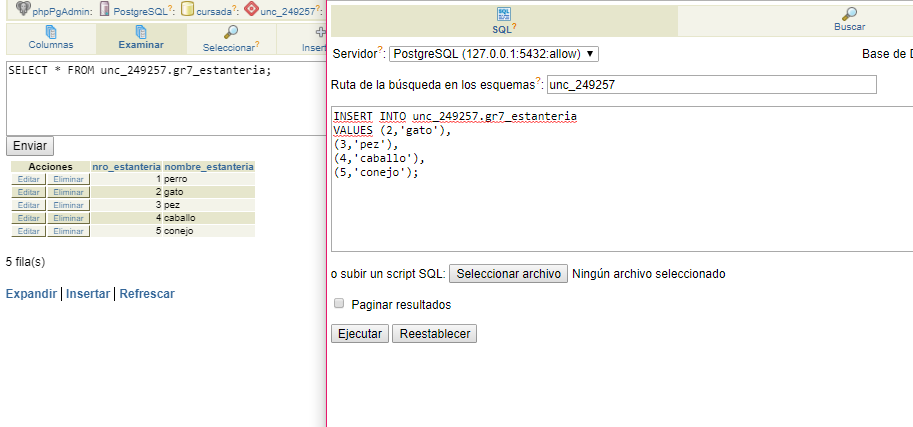 phpPgAdmin: PostgreSQL?: cursada?: unc_249257?:
Columnas Examinar Seleccionar? Insert
SELECT * FROM unc_249257.gr7_estanteria;
Enviar
Acciones nro_estanteria nombre_estanteria
Editar Eliminar 1 perro
Editar Eliminar 2 gato
Editar Eliminar 3 pez
Editar Eliminar 4 caballo
Editar Eliminar 5 conejo
5 fila(s)
Expandir | Insertar | Refrescar
SQL? Buscar
Servidor?: PostgreSQL (127.0.0.1:5432:allow) Base de D
Ruta de la búsqueda en los esquemas?: unc_249257
INSERT INTO unc_249257.gr7_estanteria
VALUES (2,'gato'),
(3,'pez'),
(4,'caballo'),
(5,'conejo');
o subir un script SQL: Seleccionar archivo Ningún archivo seleccionado
Paginar resultados
Ejecutar Reestablecer